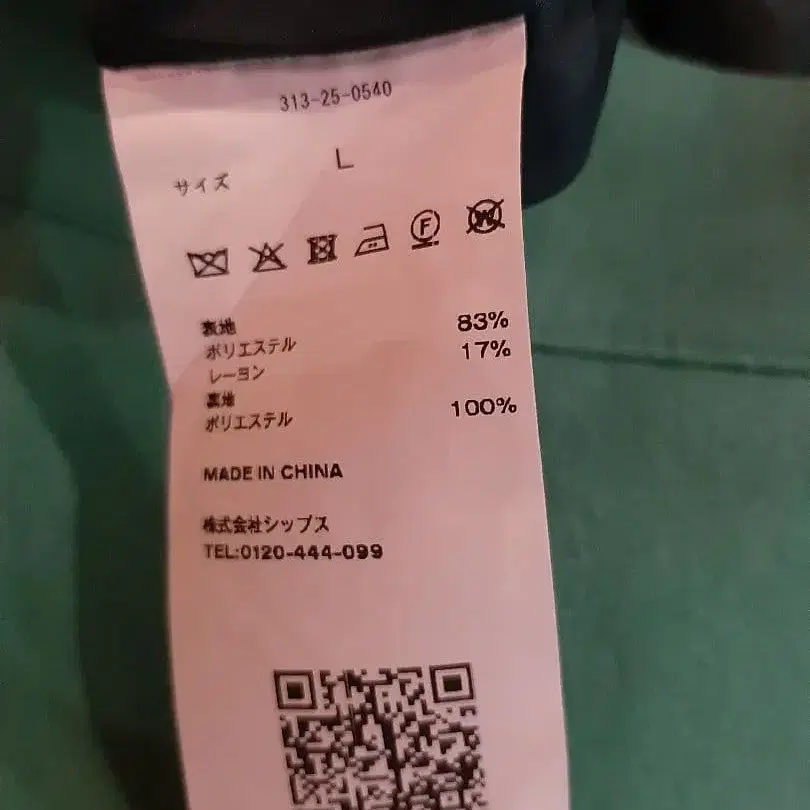 313-25-0540
サイズ L
F W
表地
ポリエステル 83%
レーヨン 17%
裏地
ポリエステル 100%
MADE IN CHINA
株式会社シップス
TEL:0120-444-099